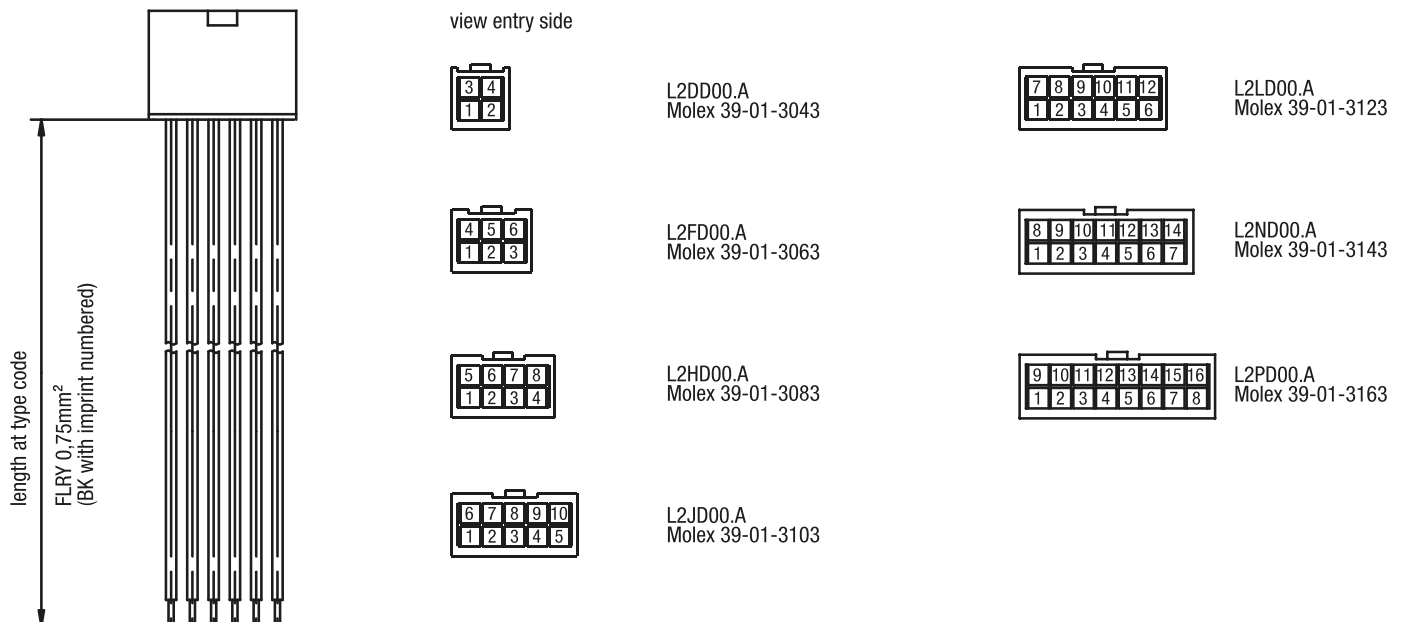 view entry side
3 4
1 2
L2DD00.A
Molex 39-01-3043
4 5 6
1 2 3
L2FD00.A
Molex 39-01-3063
5 6 7 8
1 2 3 4
L2HD00.A
Molex 39-01-3083
6 7 8 9 10
1 2 3 4 5
L2JD00.A
Molex 39-01-3103
7 8 9 10 11 12
1 2 3 4 5 6
L2LD00.A
Molex 39-01-3123
8 9 10 11 12 13 14
1 2 3 4 5 6 7
L2ND00.A
Molex 39-01-3143
9 10 11 12 13 14 15 16
1 2 3 4 5 6 7 8
L2PD00.A
Molex 39-01-3163
length at type code
FLRY 0,75mm²
(BK with imprint numbered)